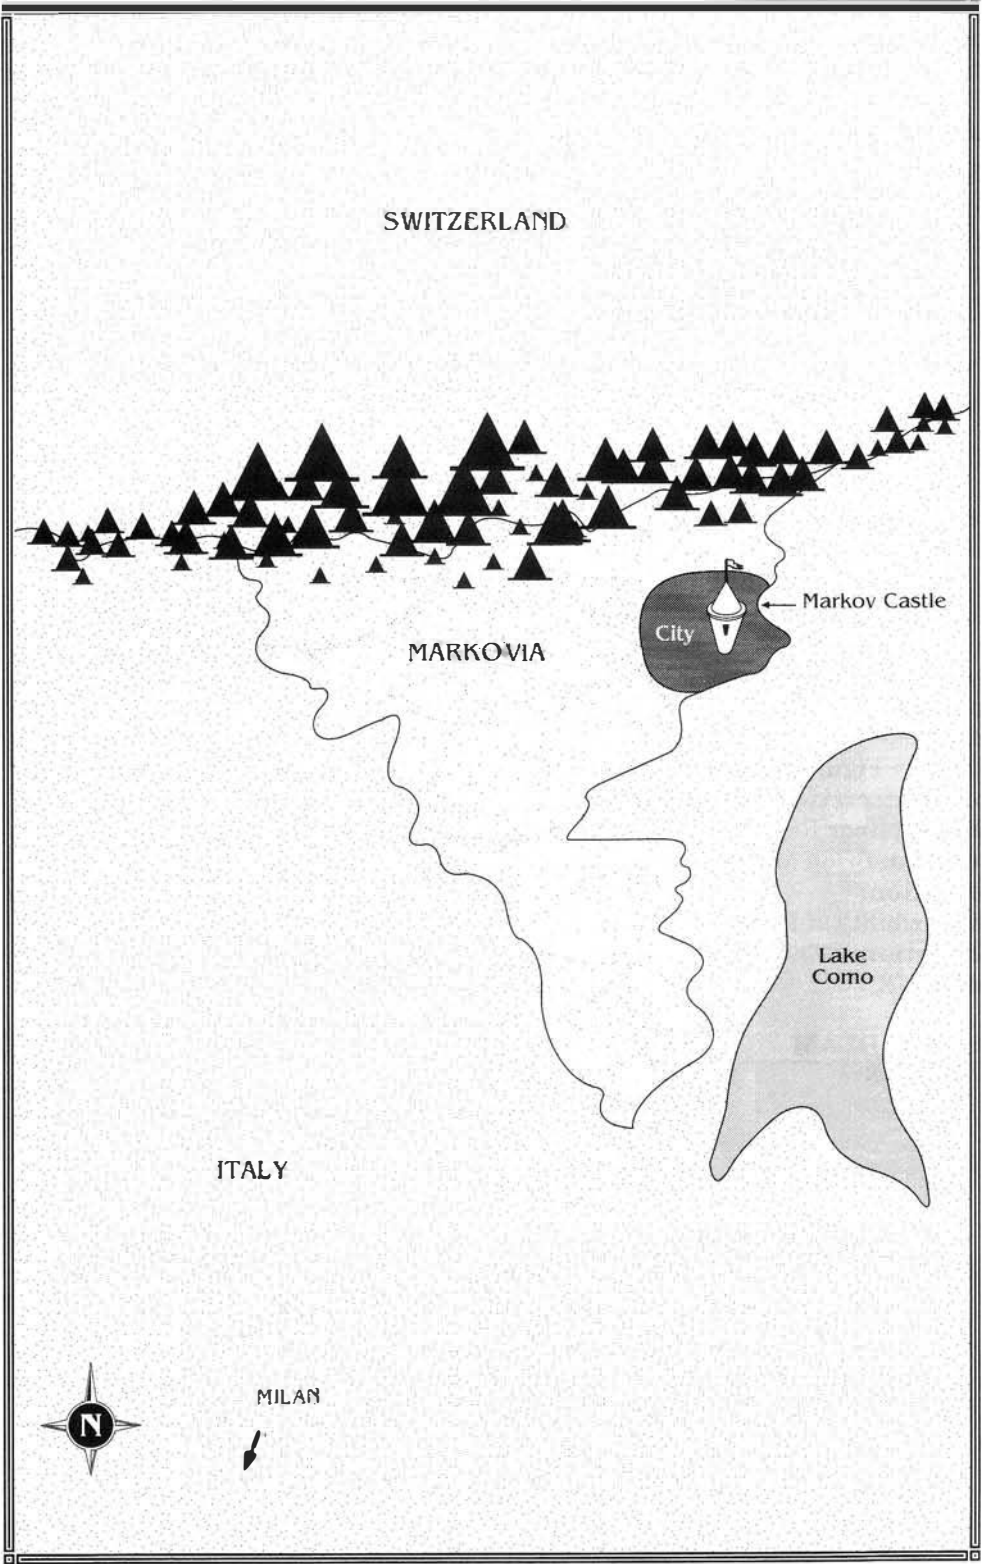 SWITZERLAND
Markov Castle
City
MARKOVIA
Lake
Como
ITALY
MILAN
N